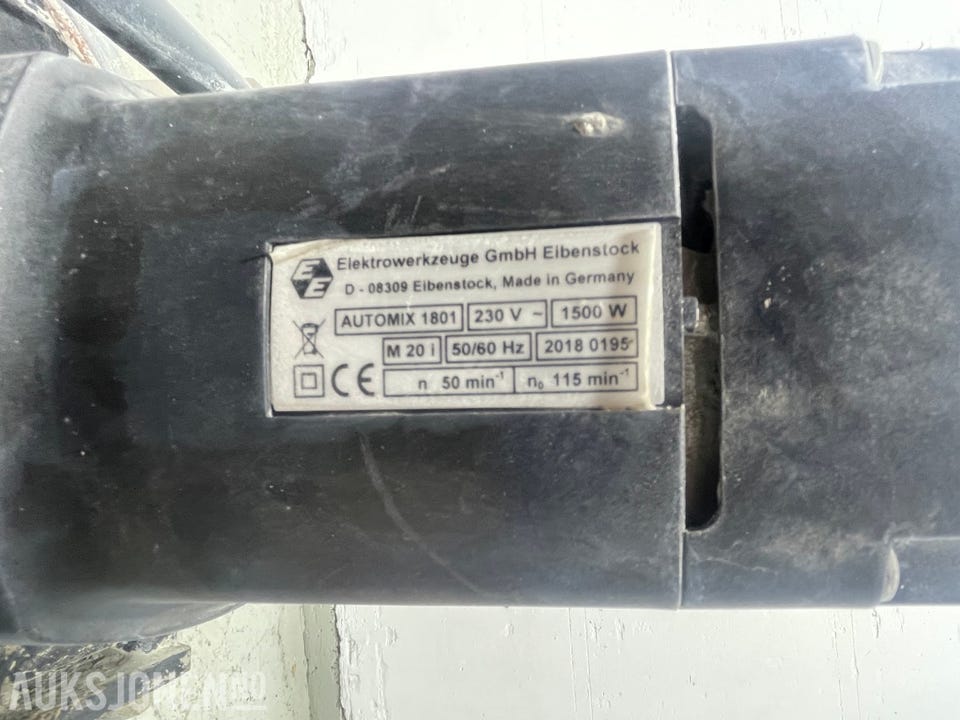 EE
Elektrowerkzeuge GmbH Eibenstock
D - 08309 Eibenstock, Made in Germany
AUTOMIX 1801 230 V ~ 1500 W
M 20 i 50/60 Hz 2018 0195
CE n 50 min⁻¹ n₀ 115 min⁻¹
AUKSJONEN.NO